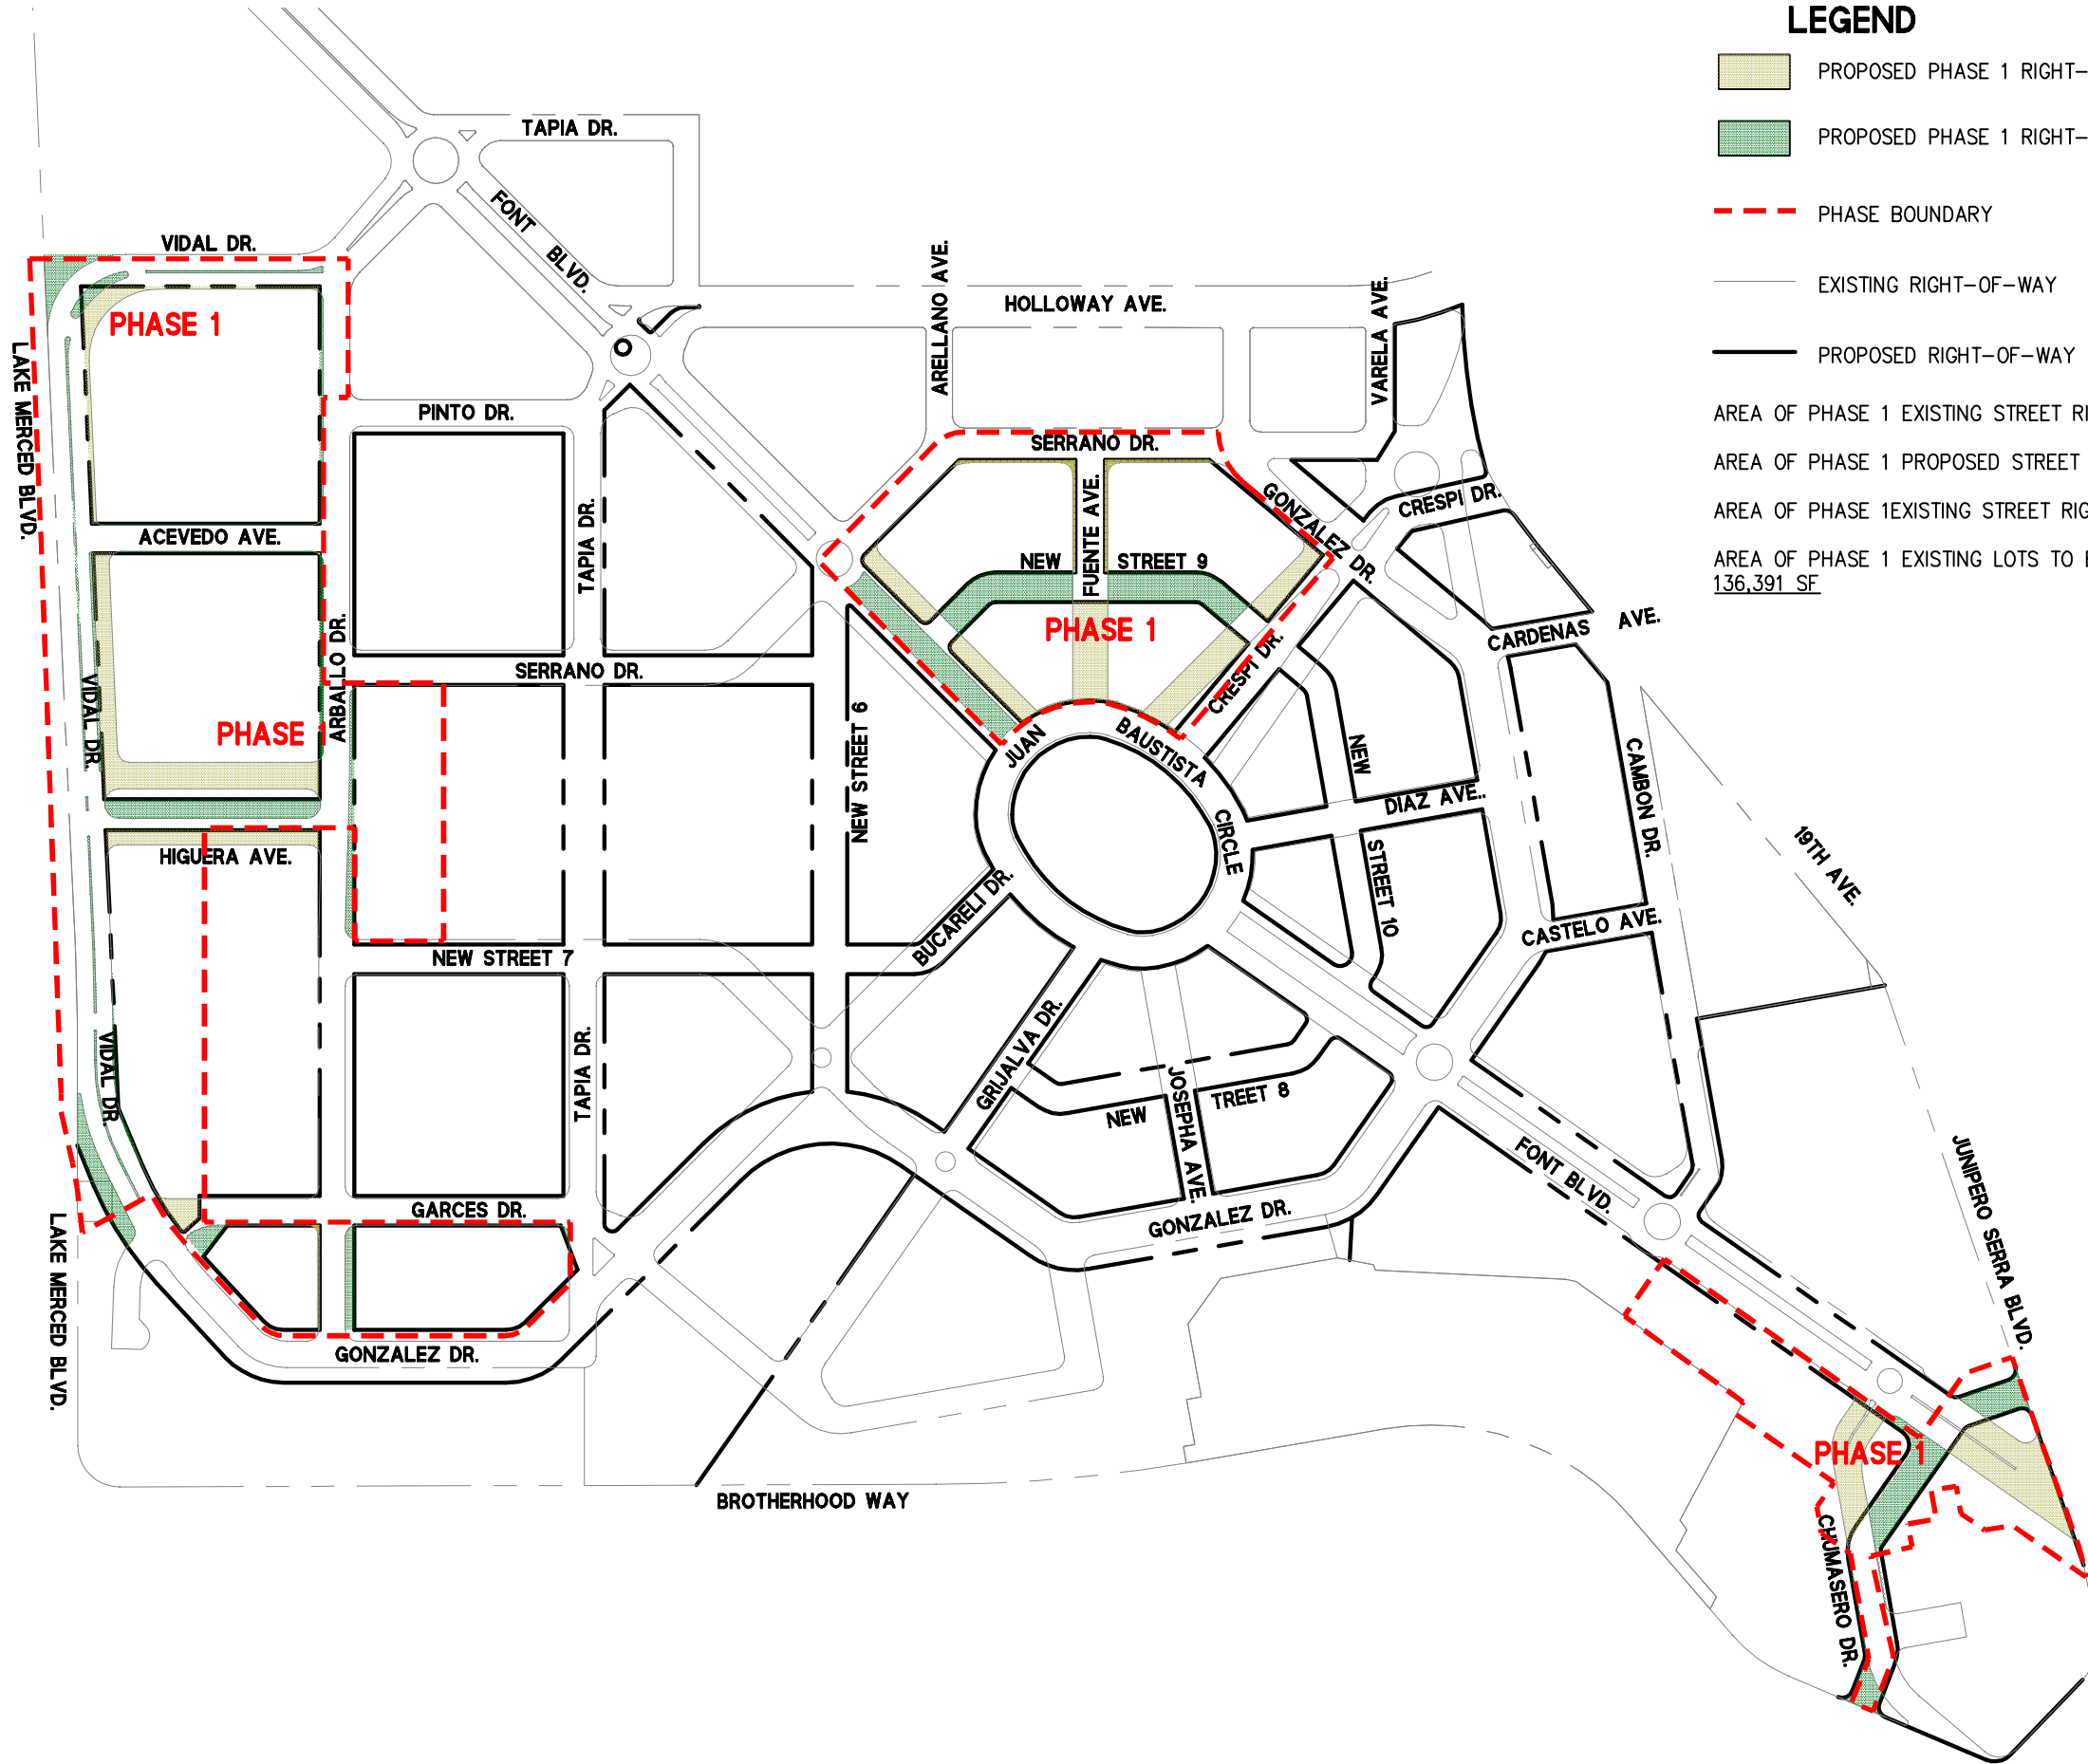 LEGEND
PROPOSED PHASE 1 RIGHT-
PROPOSED PHASE 1 RIGHT-
PHASE BOUNDARY
EXISTING RIGHT-OF-WAY
PROPOSED RIGHT-OF-WAY
AREA OF PHASE 1 EXISTING STREET RI
AREA OF PHASE 1 PROPOSED STREET
AREA OF PHASE 1EXISTING STREET RIG
AREA OF PHASE 1 EXISTING LOTS TO B
136,391 SF
TAPIA DR.
FONT BLVD.
VIDAL DR.
PHASE 1
LAKE MERCED BLVD.
PINTO DR.
ARELLANO AVE.
HOLLOWAY AVE.
VARELA AVE.
SERRANO DR.
GONZALEZ DR.
CRESPI DR.
FUENTE AVE.
NEW STREET 9
PHASE 1
ACEVEDO AVE.
TAPIA DR.
ARBALLO DR.
SERRANO DR.
VIDAL DR.
PHASE
NEW STREET 6
CRESPI DR.
JUAN BAUSTISTA CIRCLE
CARDENAS AVE.
NEW STREET 10
DIAZ AVE..
CAMBON DR.
19TH AVE.
HIGUERA AVE.
BUCARELI DR.
CASTELO AVE.
NEW STREET 7
VIDAL DR.
TAPIA DR.
GRIJALVA DR.
NEW TREET 8
JOSEPHA AVE.
FONT BLVD.
JUNIPERO SERRA BLVD.
GARCES DR.
GONZALEZ DR.
LAKE MERCED BLVD.
GONZALEZ DR.
PHASE 1
BROTHERHOOD WAY
CHUMASERO DR.